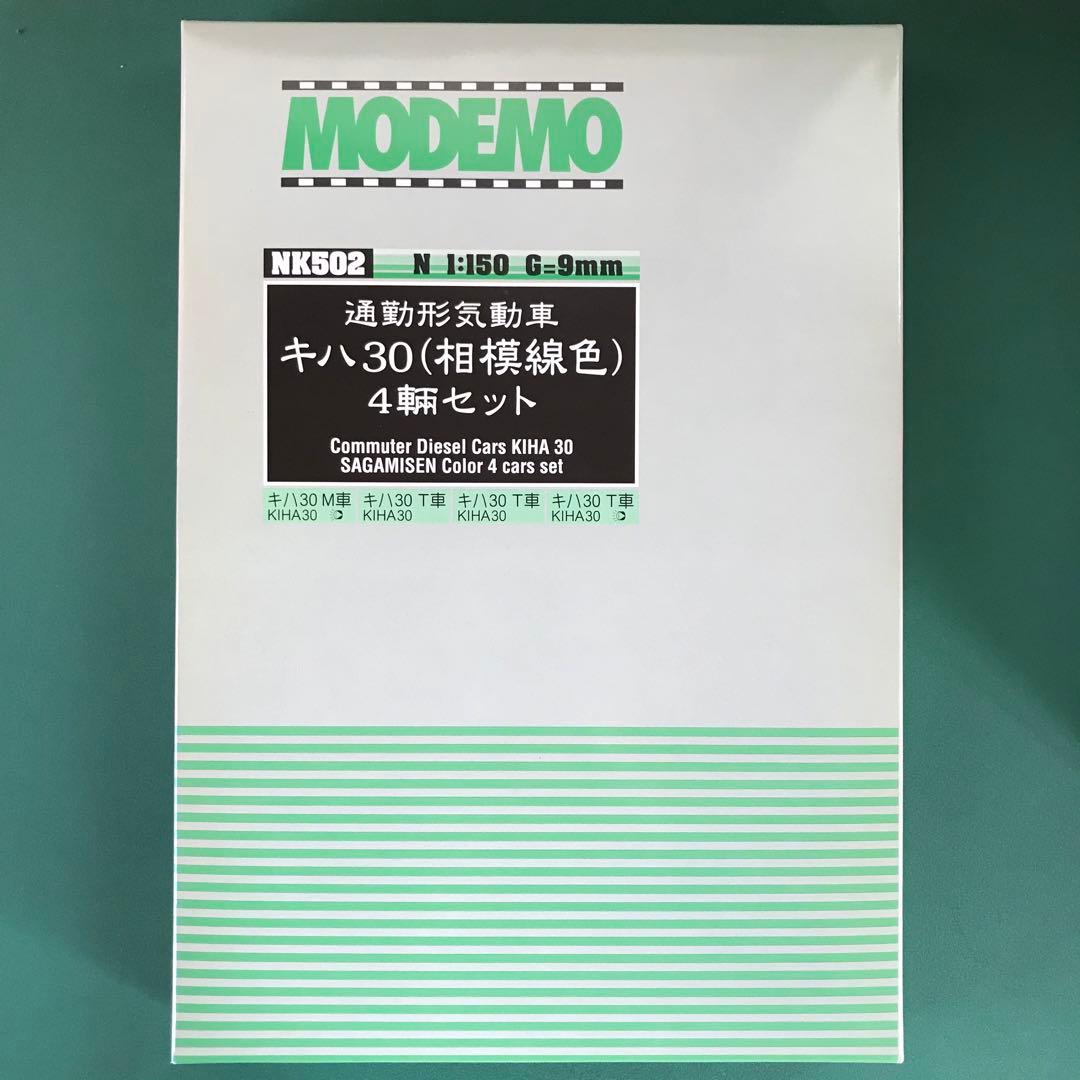 MODEMO
NK502 N 1:150 G=9mm
通勤形気動車
キハ30(相模線色)
4輛セット
Commuter Diesel Cars KIHA 30
SAGAMISEN Color 4 cars set
キハ30 M車 キハ30 T車 キハ30 T車 キハ30 T車
KIHA30 KIHA30 KIHA30 KIHA30